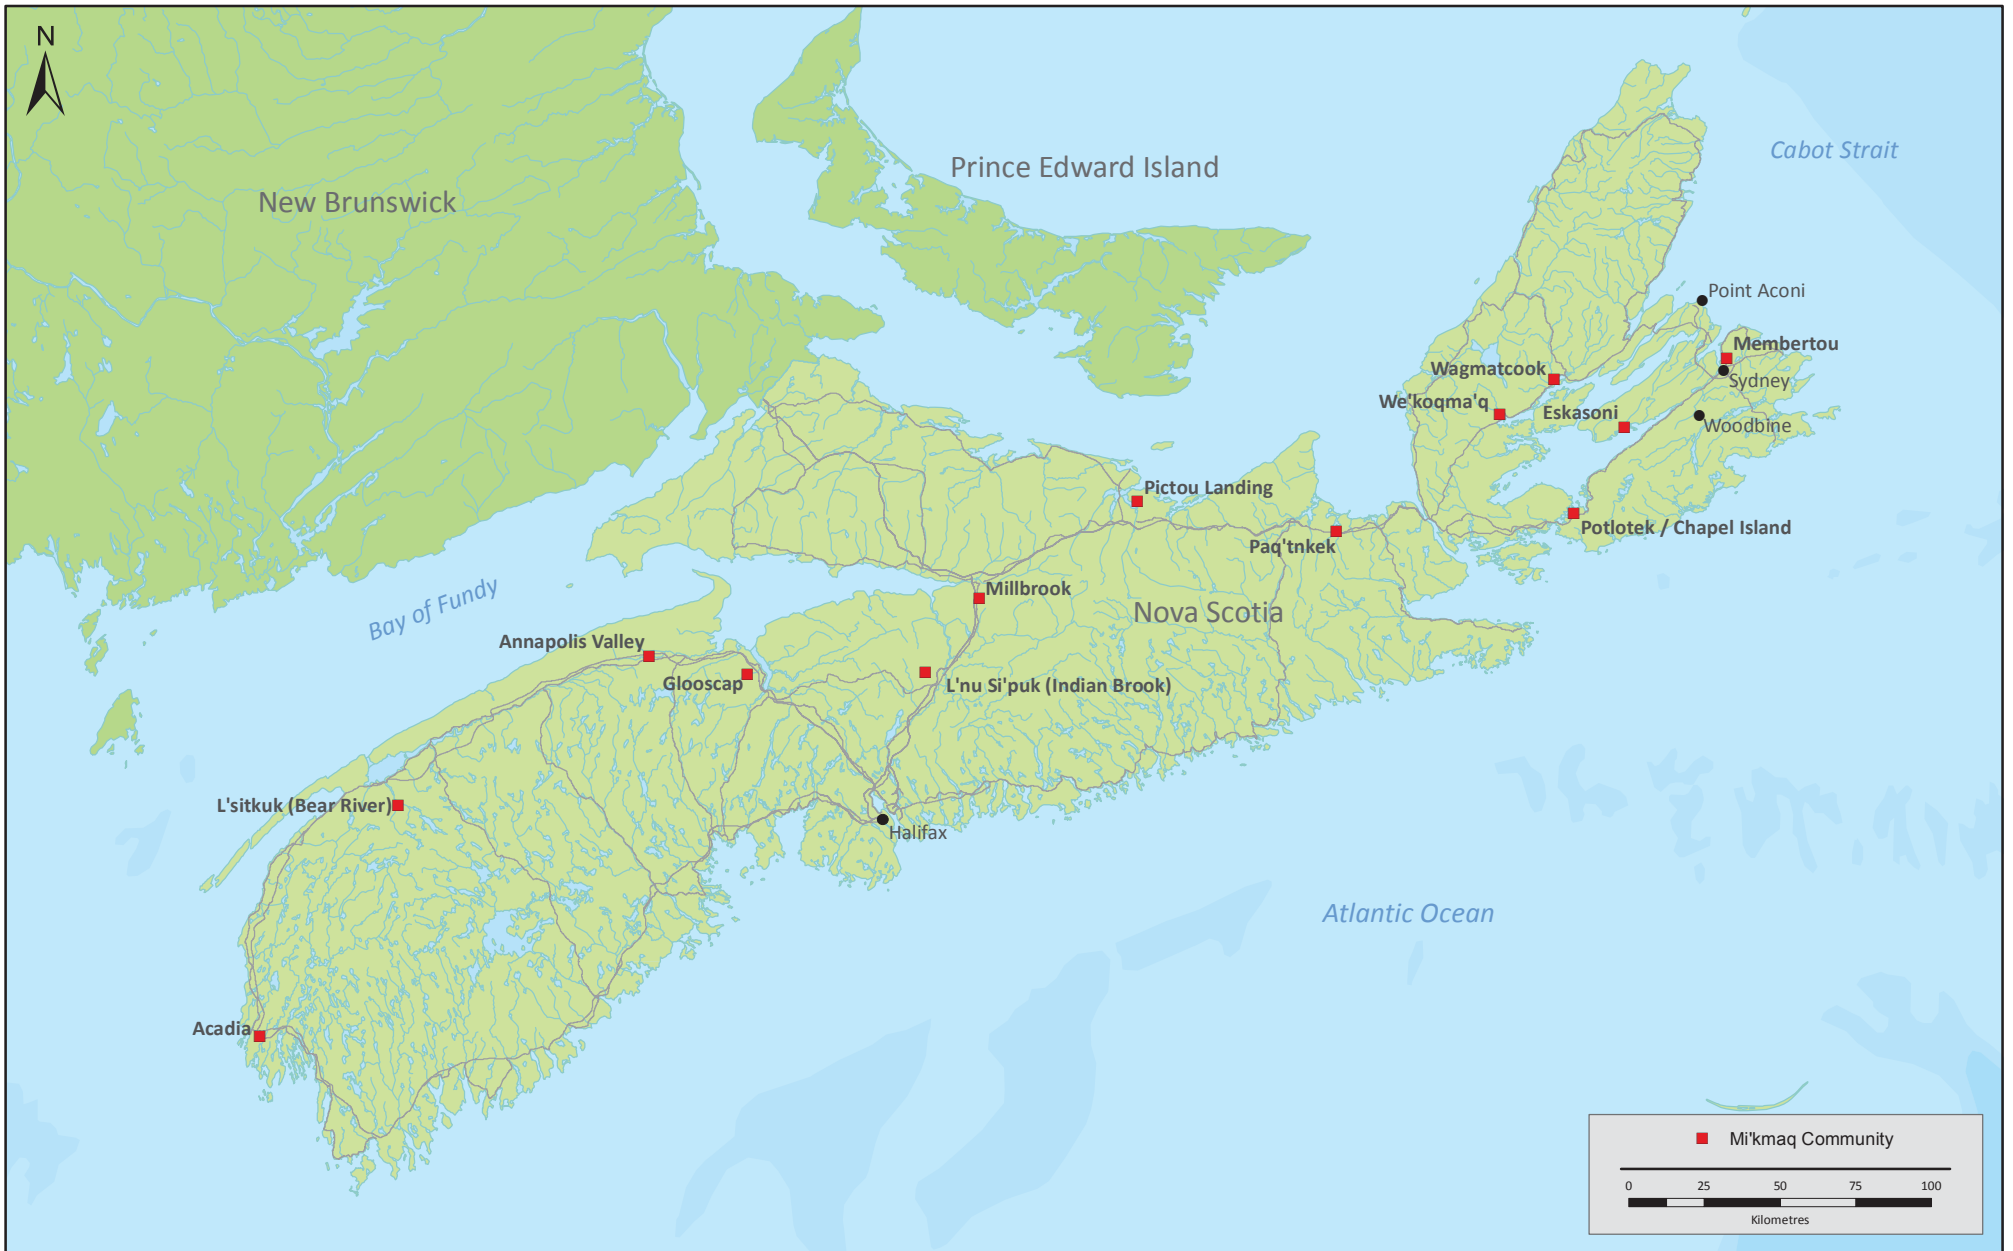 N
Cabot Strait
Prince Edward Island
New Brunswick
Point Aconi
Membertou
Wagmatcook
Sydney
We'koqma'q
Eskasoni
Woodbine
Pictou Landing
Potlotek / Chapel Island
Paq'tnkek
Millbrook
Bay of Fundy
Nova Scotia
Annapolis Valley
Glooscap
L'nu Si'puk (Indian Brook)
L'sitkuk (Bear River)
Halifax
Atlantic Ocean
Acadia
Mi'kmaq Community
0 25 50 75 100
Kilometres